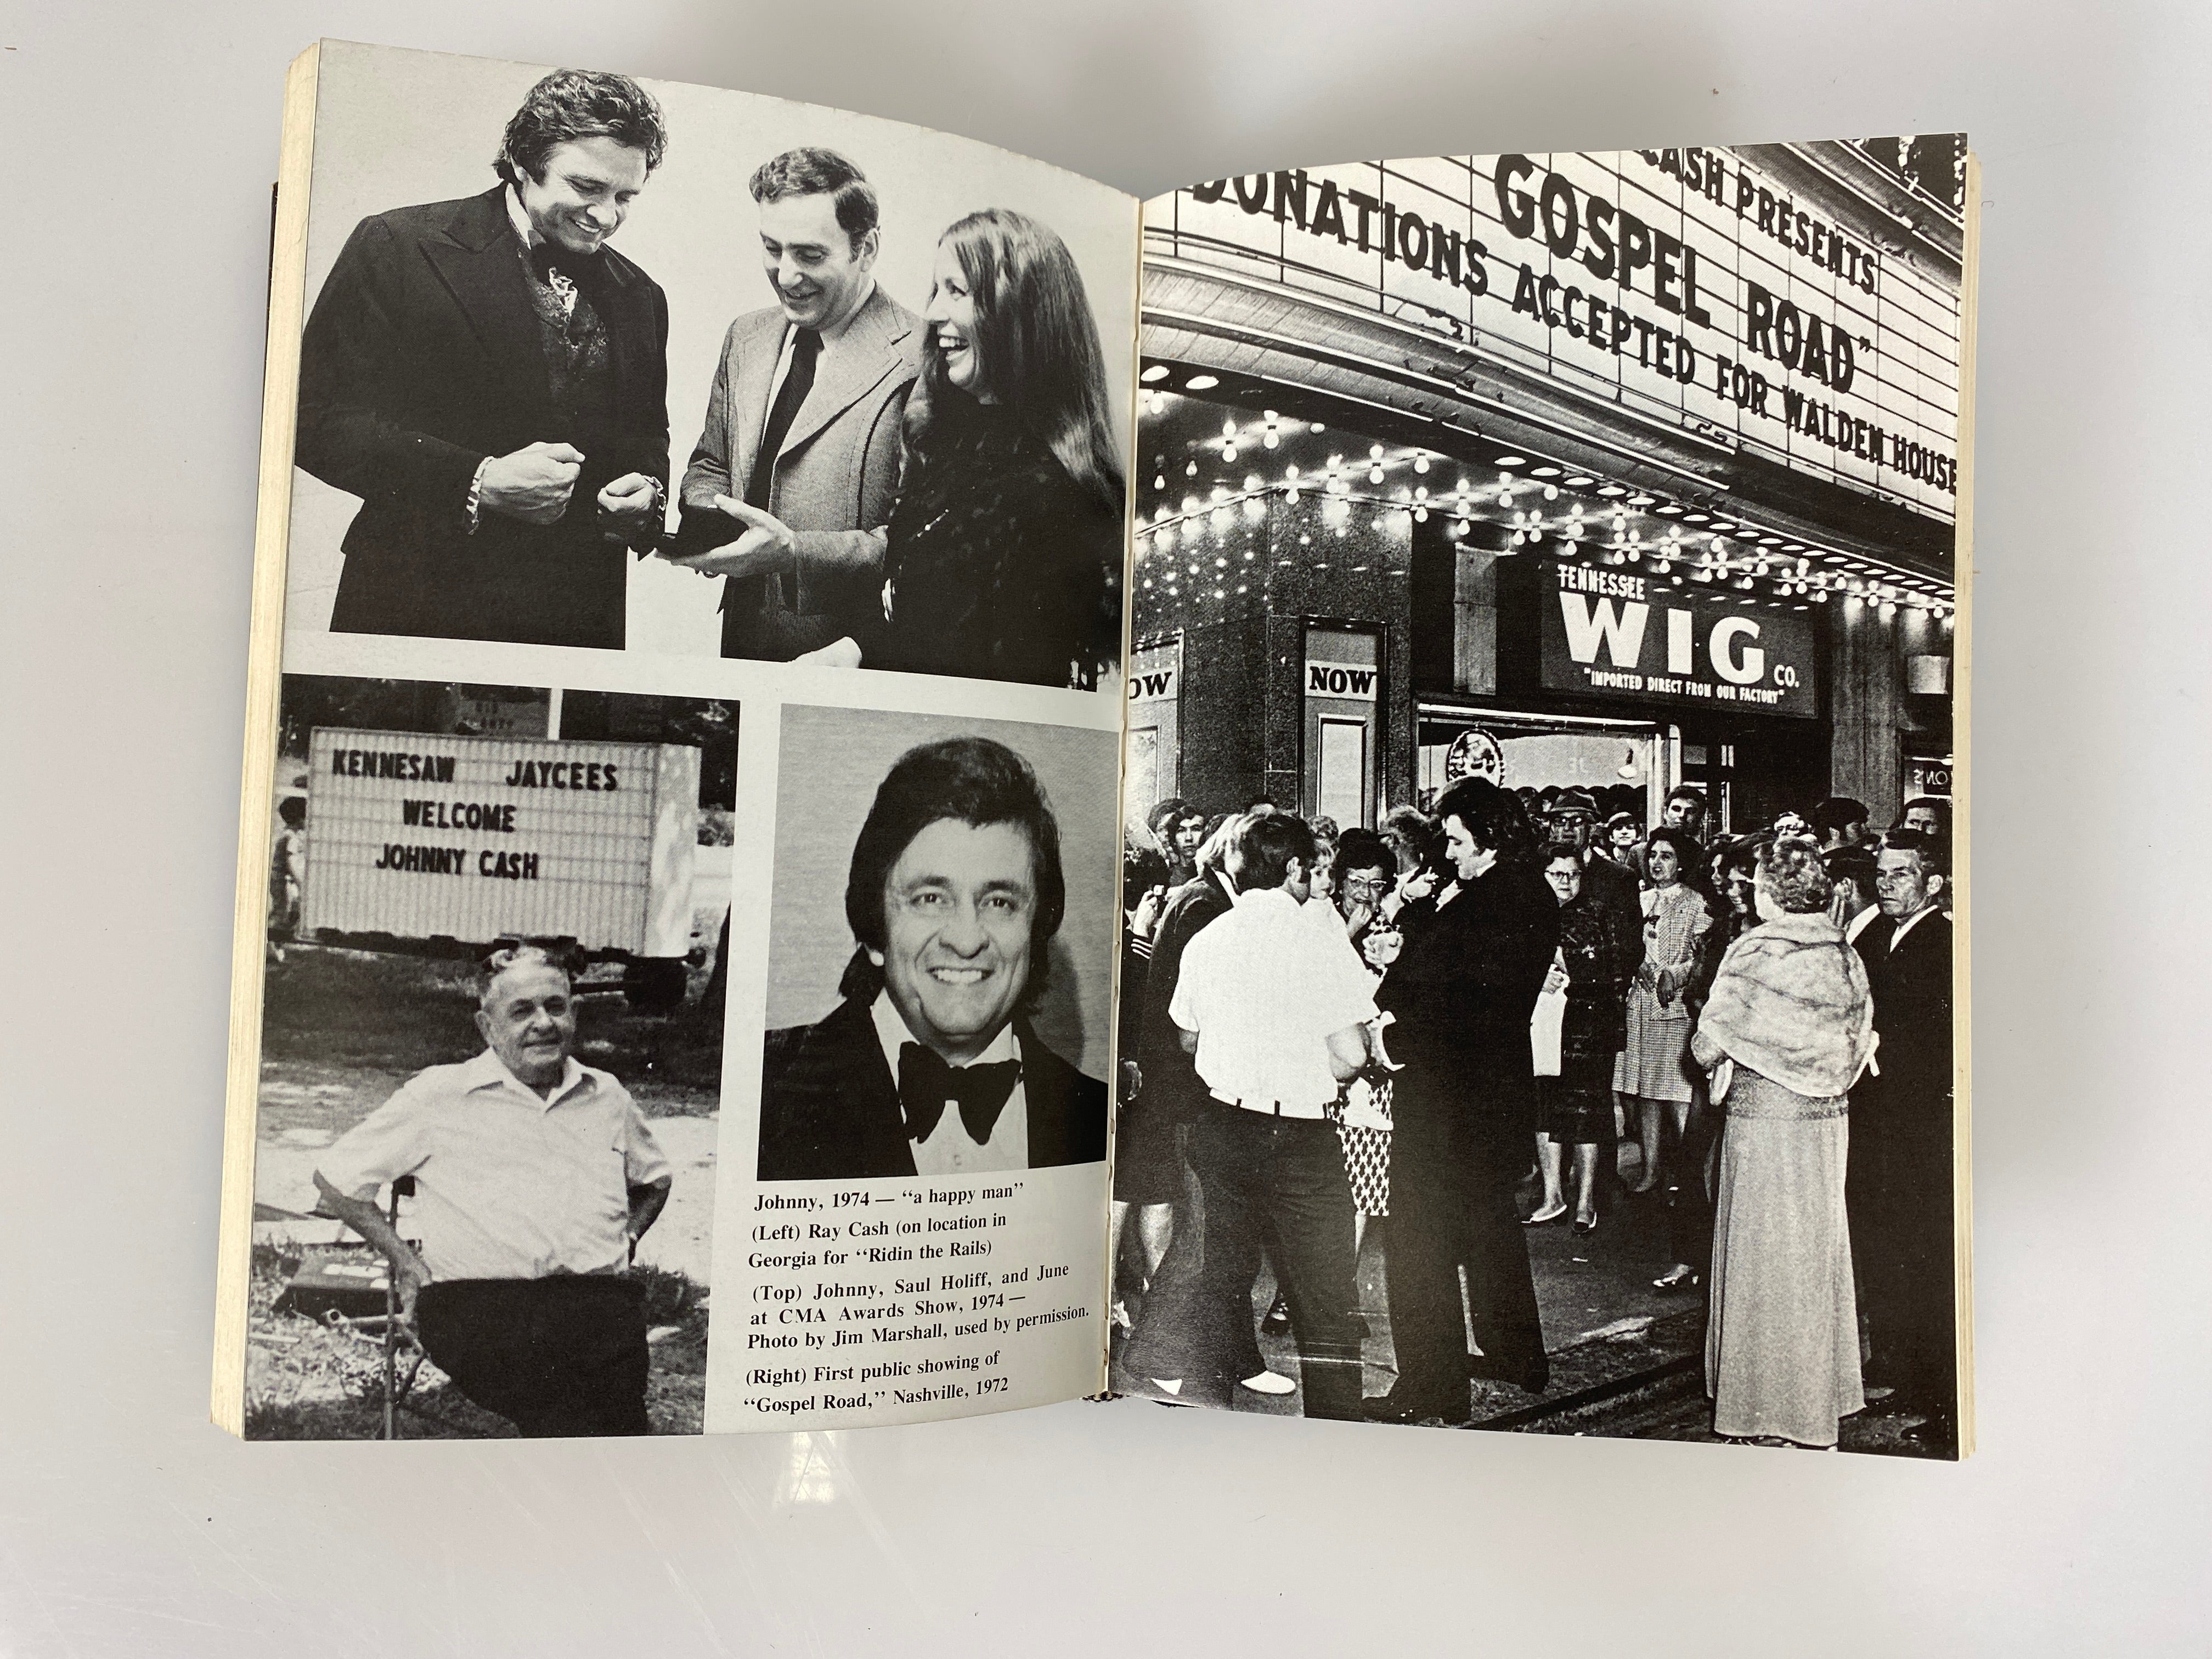 KENNESAW JAYCEES
WELCOME
JOHNNY CASH
Johnny, 1974 — “a happy man”
(Left) Ray Cash (on location in
Georgia for “Ridin the Rails)
(Top) Johnny, Saul Holiff, and June
at CMA Awards Show, 1974 —
Photo by Jim Marshall, used by permission.
(Right) First public showing of
“Gospel Road,” Nashville, 1972
CASH PRESENTS
GOSPEL ROAD”
DONATIONS ACCEPTED FOR WALDEN HOUSE
TENNESSEE
WIG CO.
"IMPORTED DIRECT FROM OUR FACTORY"
OW
NOW